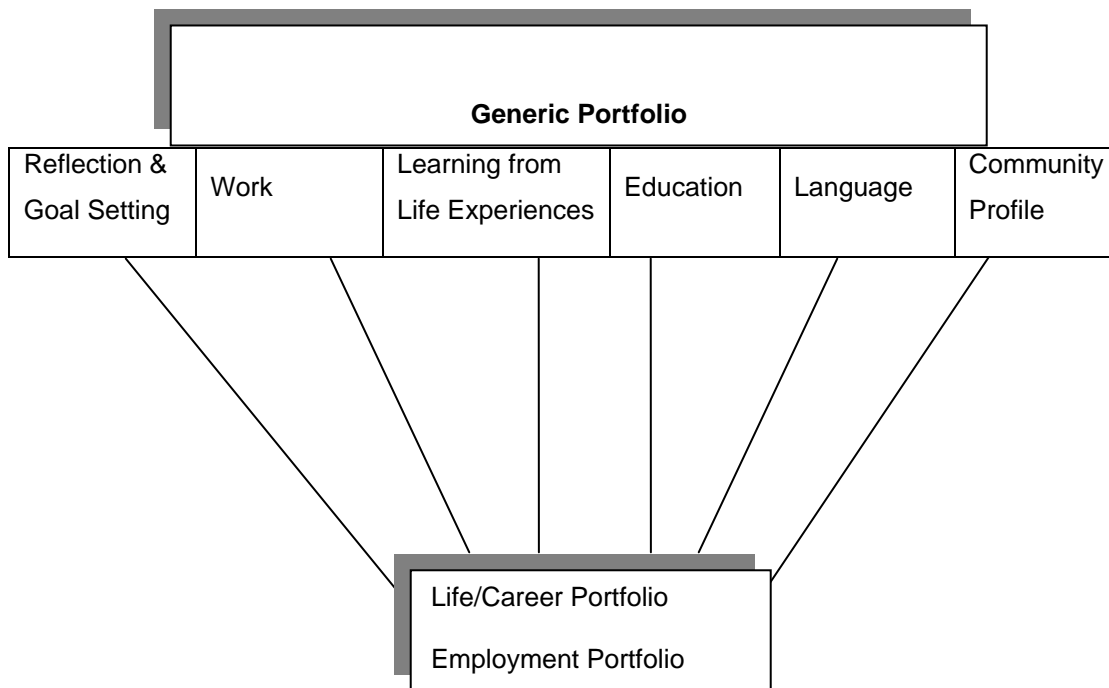 Generic Portfolio
Reflection &
Goal Setting
Work
Learning from
Life Experiences
Education
Language
Community
Profile
Life/Career Portfolio
Employment Portfolio